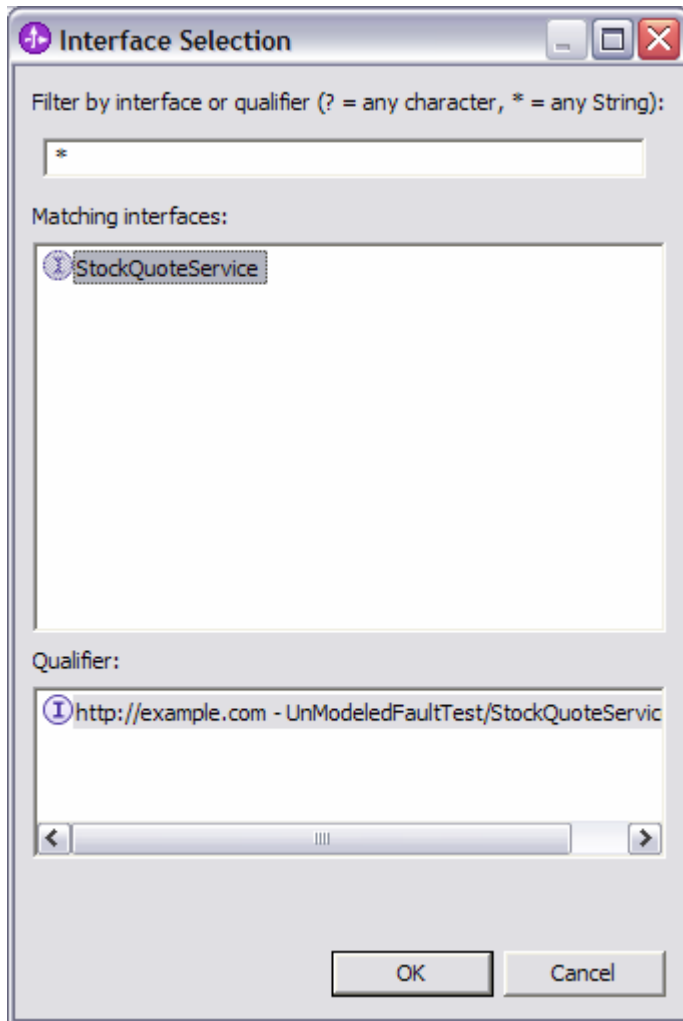 Interface Selection
Filter by interface or qualifier (? = any character, * = any String):
*
Matching interfaces:
StockQuoteService
Qualifier:
http://example.com - UnModeledFaultTest/StockQuoteServic
OK
Cancel